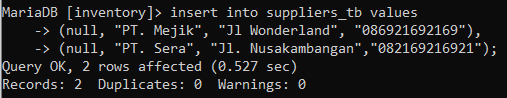 MariaDB [inventory]> insert into suppliers_tb values
    -> (null, "PT. Mejik", "Jl Wonderland", "086921692169"),
    -> (null, "PT. Sera", "Jl. Nusakambangan","082169216921");
Query OK, 2 rows affected (0.527 sec)
Records: 2  Duplicates: 0  Warnings: 0